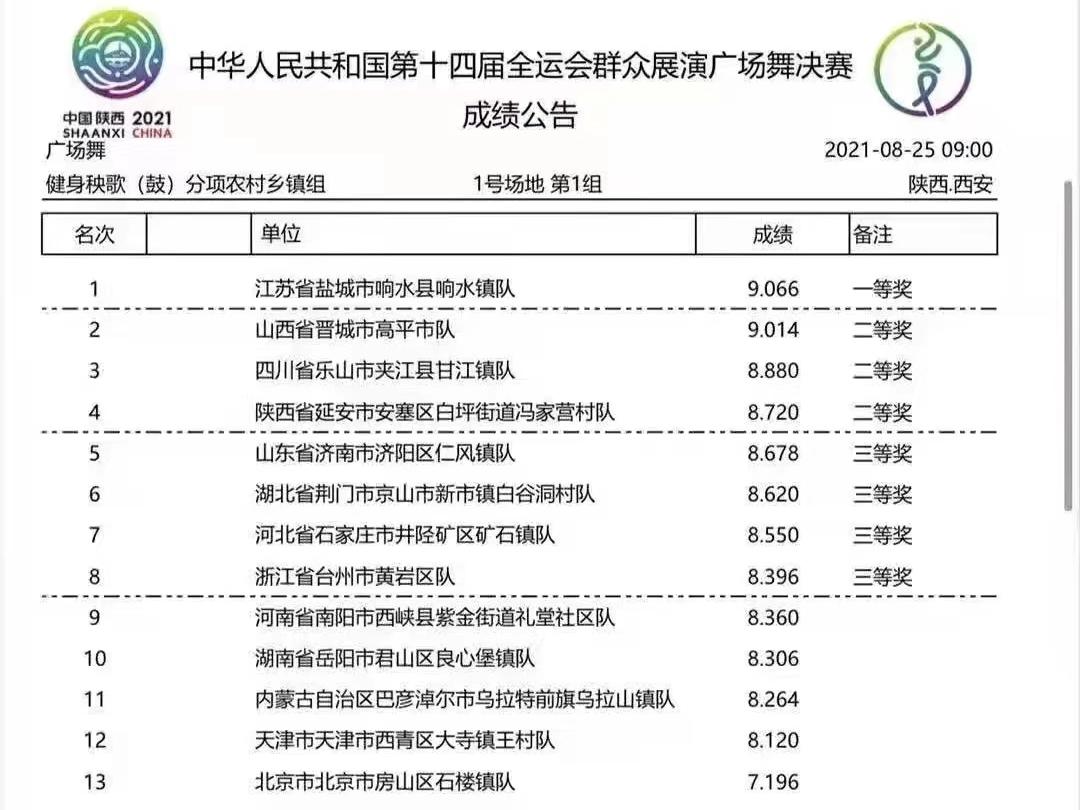 中华人民共和国第十四届全运会群众展演广场舞决赛
成绩公告
中国陕西 2021
SHAANXI CHINA
广场舞 2021-08-25 09:00
健身秧歌（鼓）分项农村乡镇组 1号场地 第1组 陕西.西安
名次 单位 成绩 备注
1 江苏省盐城市响水县响水镇队 9.066 一等奖
2 山西省晋城市高平市队 9.014 二等奖
3 四川省乐山市夹江县甘江镇队 8.880 二等奖
4 陕西省延安市安塞区白坪街道冯家营村队 8.720 二等奖
5 山东省济南市济阳区仁风镇队 8.678 三等奖
6 湖北省荆门市京山市新市镇白谷洞村队 8.620 三等奖
7 河北省石家庄市井陉矿区矿石镇队 8.550 三等奖
8 浙江省台州市黄岩区队 8.396 三等奖
9 河南省南阳市西峡县紫金街道礼堂社区队 8.360
10 湖南省岳阳市君山区良心堡镇队 8.306
11 内蒙古自治区巴彦淖尔市乌拉特前旗乌拉山镇队 8.264
12 天津市天津市西青区大寺镇王村队 8.120
13 北京市北京市房山区石楼镇队 7.196